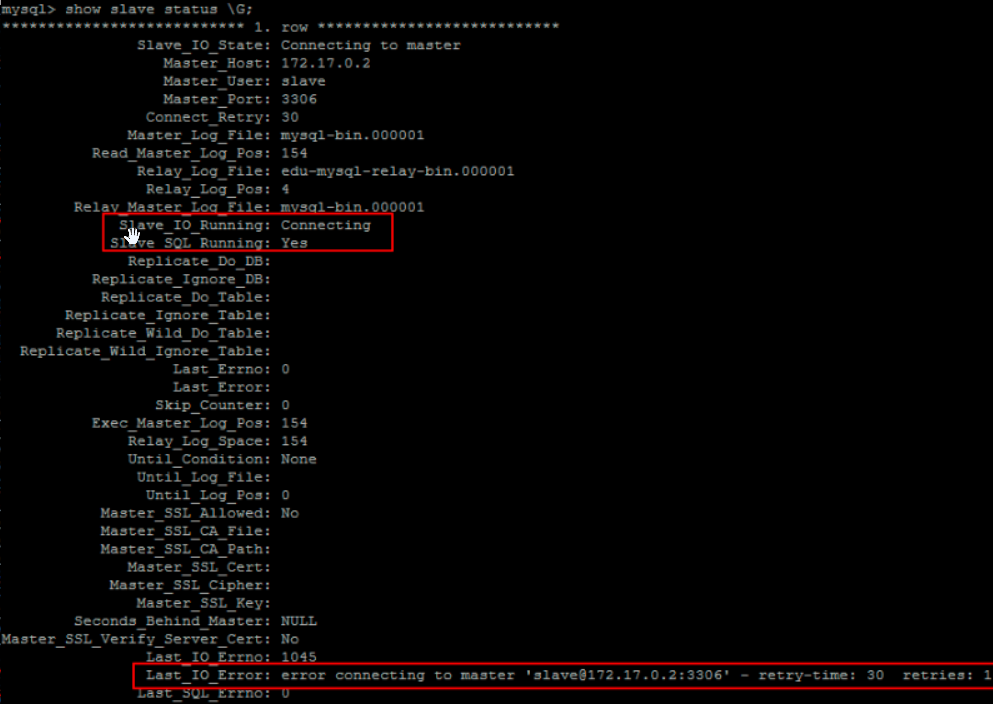 mysql> show slave status \G;
*************************** 1. row ***************************
Slave_IO_State: Connecting to master
Master_Host: 172.17.0.2
Master_User: slave
Master_Port: 3306
Connect_Retry: 30
Master_Log_File: mysql-bin.000001
Read_Master_Log_Pos: 154
Relay_Log_File: edu-mysql-relay-bin.000001
Relay_Log_Pos: 4
Relay_Master_Log_File: mysql-bin.000001
Slave_IO_Running: Connecting
Slave_SQL_Running: Yes
Replicate_Do_DB:
Replicate_Ignore_DB:
Replicate_Do_Table:
Replicate_Ignore_Table:
Replicate_Wild_Do_Table:
Replicate_Wild_Ignore_Table:
Last_Errno: 0
Last_Error:
Skip_Counter: 0
Exec_Master_Log_Pos: 154
Relay_Log_Space: 154
Until_Condition: None
Until_Log_File:
Until_Log_Pos: 0
Master_SSL_Allowed: No
Master_SSL_CA_File:
Master_SSL_CA_Path:
Master_SSL_Cert:
Master_SSL_Cipher:
Master_SSL_Key:
Seconds_Behind_Master: NULL
Master_SSL_Verify_Server_Cert: No
Last_IO_Errno: 1045
Last_IO_Error: error connecting to master 'slave@172.17.0.2:3306' - retry-time: 30  retries: 1
Last_SQL_Errno: 0